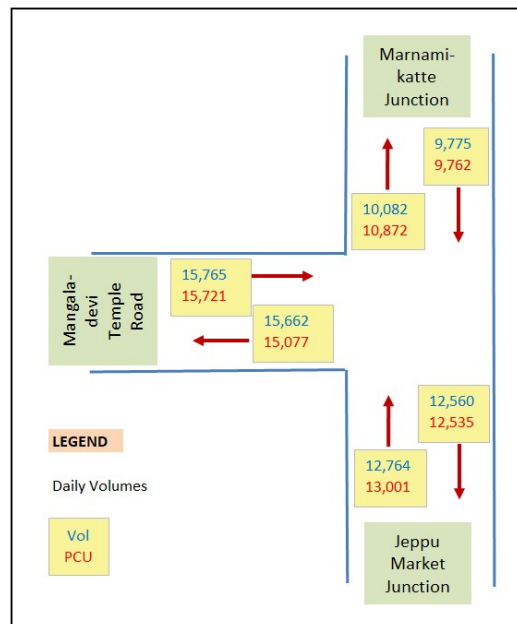 Marnami-
katte
Junction
9,775
9,762
10,082
10,872
Mangala-
devi
Temple
Road
15,765
15,721
15,662
15,077
12,560
12,535
12,764
13,001
LEGEND
Daily Volumes
Vol
PCU
Jeppu
Market
Junction